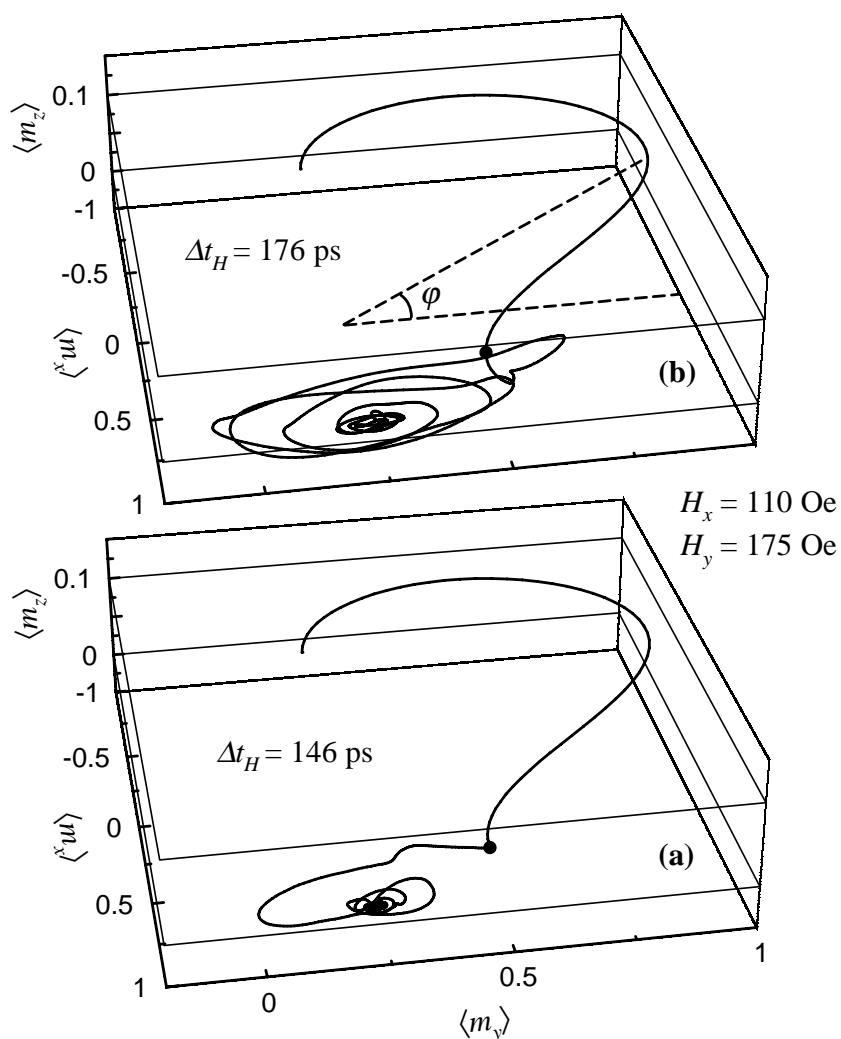 0.1
⟨m_z⟩
0
-1
Δt_H = 176 ps
-0.5
φ
0
⟨m_x⟩
(b)
0.5
1
H_x = 110 Oe
H_y = 175 Oe
0.1
⟨m_z⟩
0
-1
-0.5
Δt_H = 146 ps
0
⟨m_x⟩
(a)
0.5
1
0
0.5
1
⟨m_y⟩